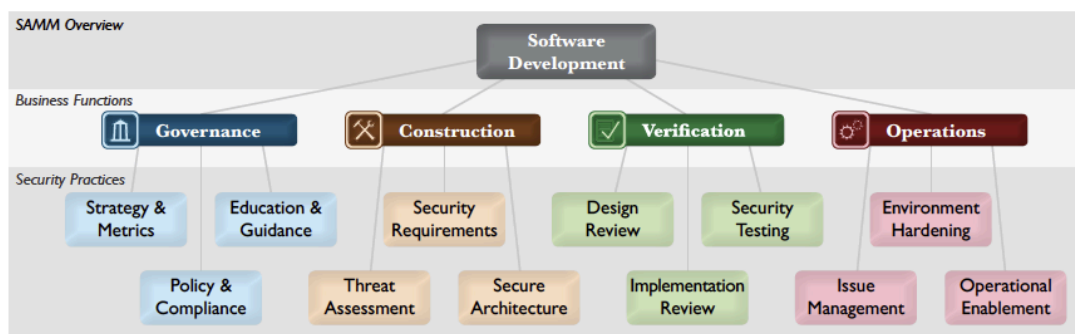 SAMM Overview
Software
Development
Business Functions
Governance
Construction
Verification
Operations
Security Practices
Strategy &
Metrics
Education &
Guidance
Security
Requirements
Design
Review
Security
Testing
Environment
Hardening
Policy &
Compliance
Threat
Assessment
Secure
Architecture
Implementation
Review
Issue
Management
Operational
Enablement